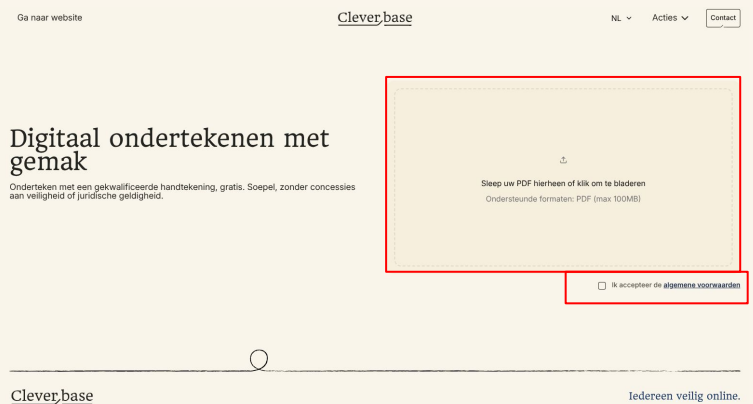 Ga naar website
Clever base
NL
Acties
Contact
Digitaal ondertekenen met
gemak
Onderteken met een gekwalificeerde handtekening, gratis. Soepel, zonder concessies
aan veiligheid of juridische geldigheid.
Sleep uw PDF hierheen of klik om te bladeren
Ondersteunde formaten: PDF (max 100MB)
Ik accepteer de algemene voorwaarden
Clever base
Iedereen veilig online.